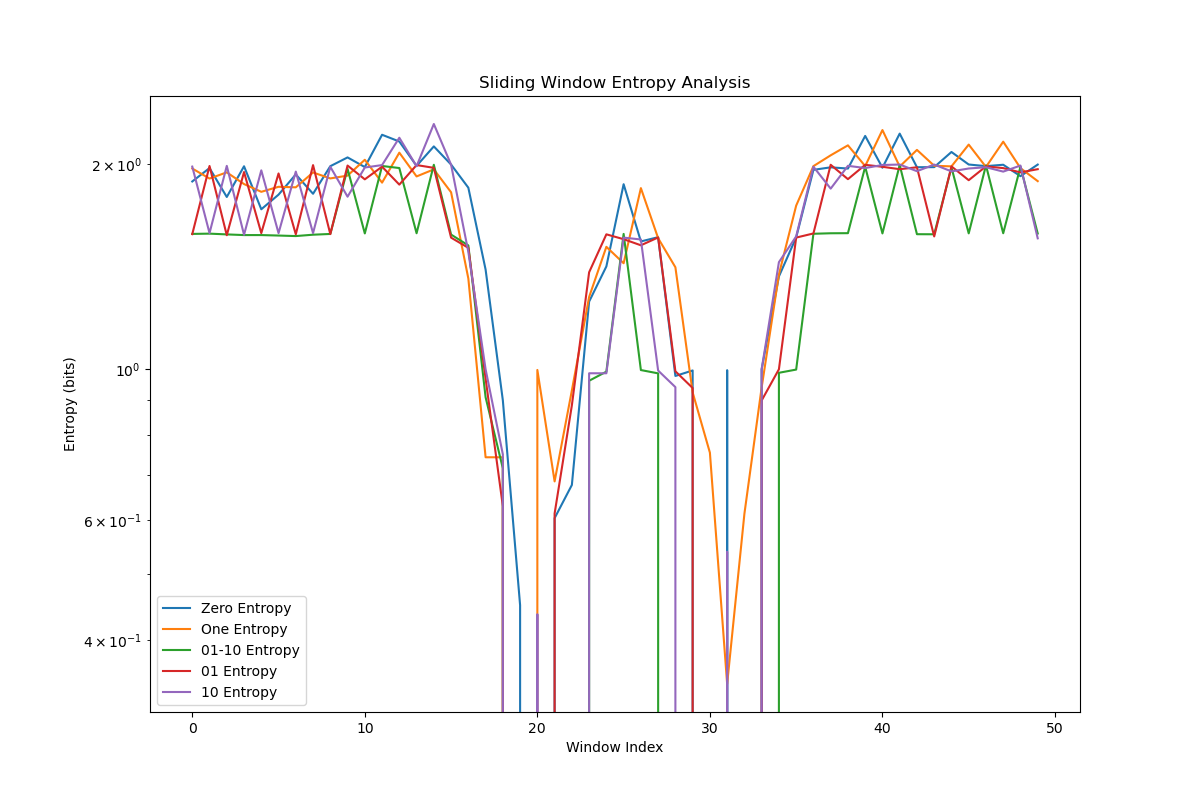 Sliding Window Entropy Analysis
Entropy (bits)
2 × 10⁰
10⁰
6 × 10⁻¹
4 × 10⁻¹
Zero Entropy
One Entropy
01-10 Entropy
01 Entropy
10 Entropy
0 10 20 30 40 50
Window Index